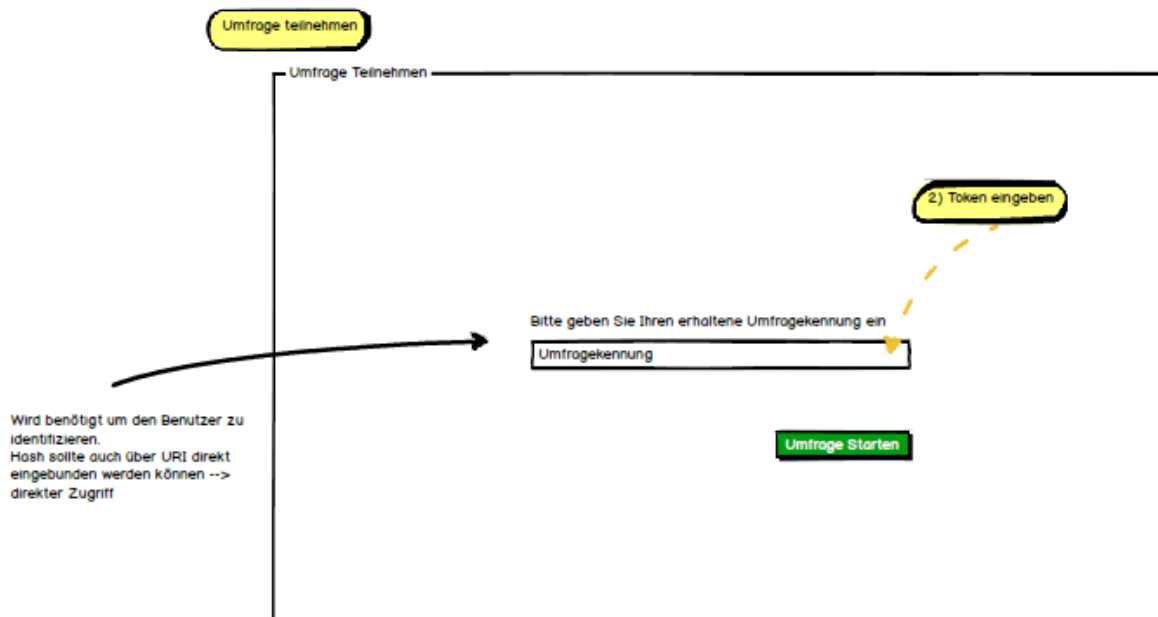 Umfrage teilnehmen
Umfrage Teilnehmen
2.) Token eingeben
Bitte geben Sie Ihren erhaltene Umfragekennung ein
Umfragekennung
Wird benötigt um den Benutzer zu
identifizieren.
Hash sollte auch über URI direkt
eingebunden werden können -->
direkter Zugriff
Umfrage Starten